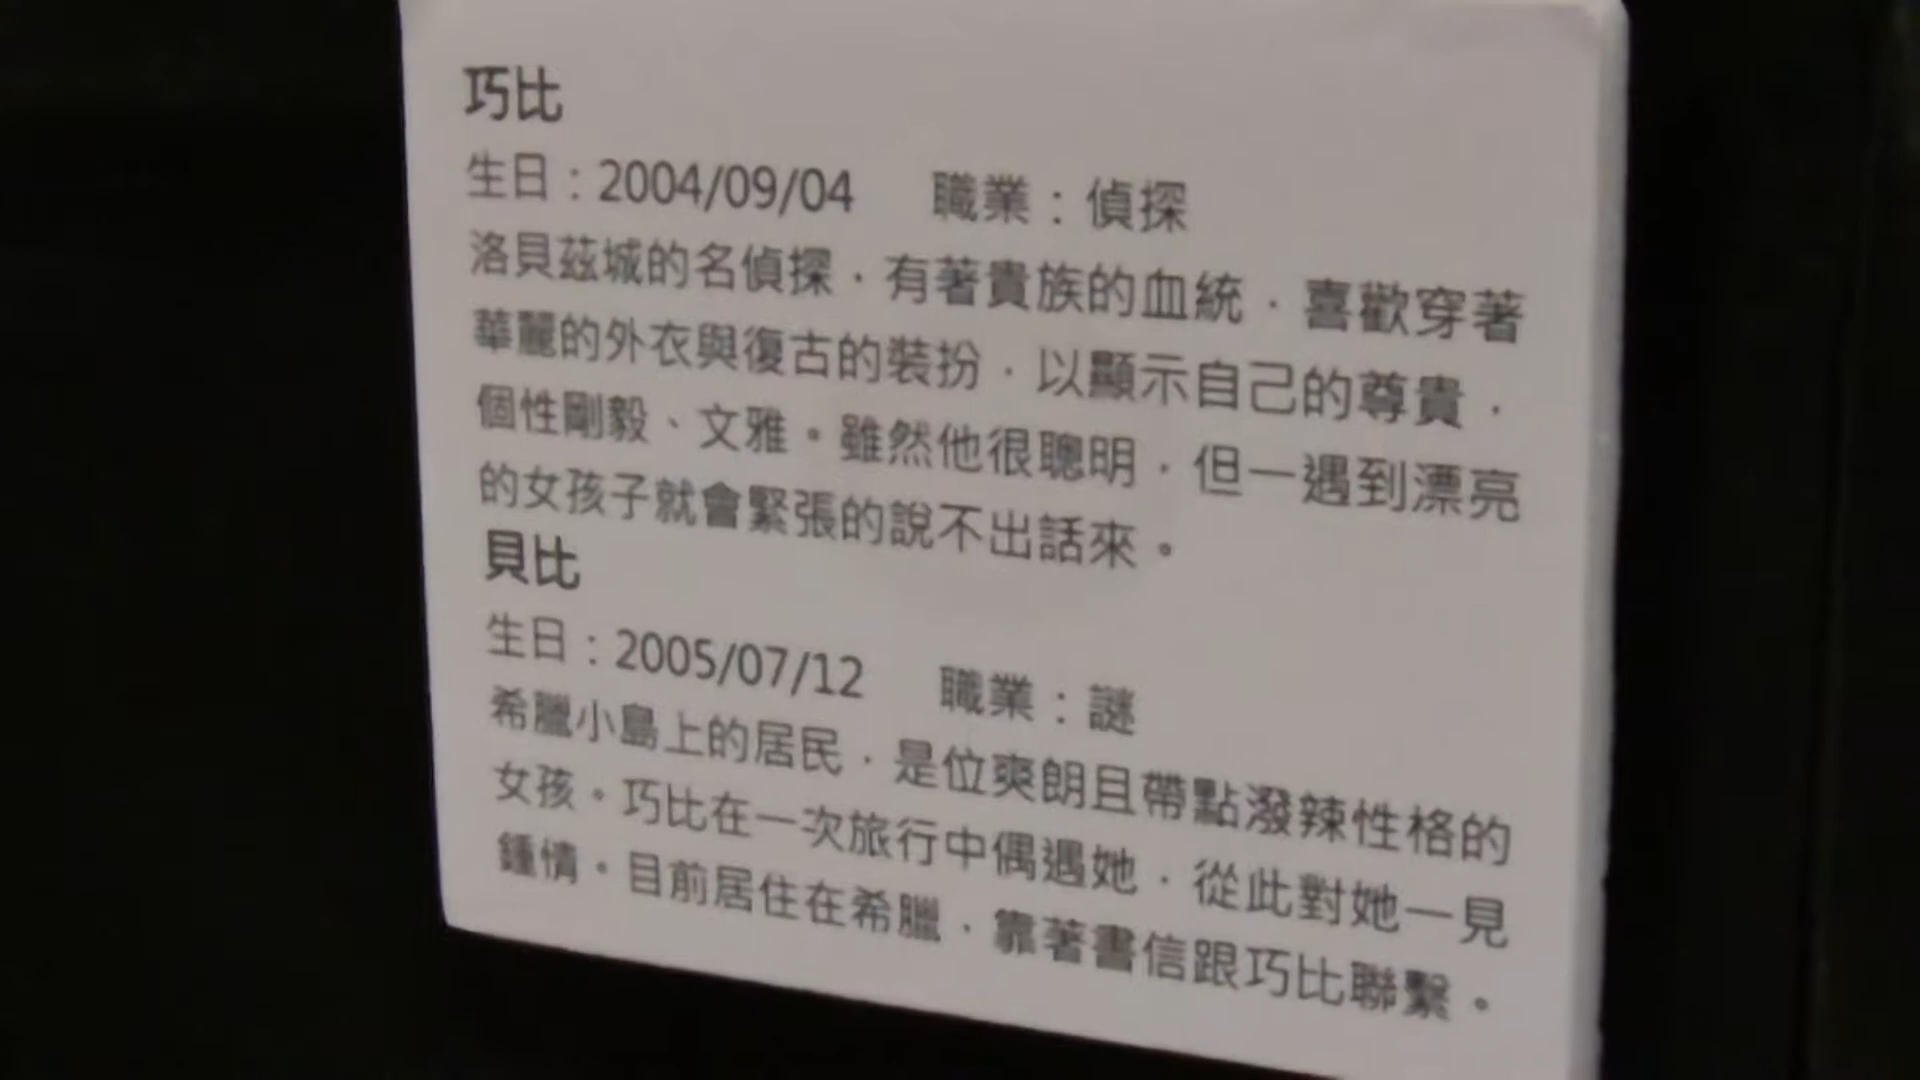 巧比
生日：2004/09/04　職業：偵探
洛貝茲城的名偵探，有著貴族的血統，喜歡穿著
華麗的外衣與復古的裝扮，以顯示自己的尊貴，
個性剛毅、文雅。雖然他很聰明，但一遇到漂亮
的女孩子就會緊張的說不出話來。
貝比
生日：2005/07/12　職業：謎
希臘小島上的居民，是位爽朗且帶點潑辣性格的
女孩。巧比在一次旅行中偶遇她，從此對她一見
鍾情。目前居住在希臘，靠著書信跟巧比聯繫。